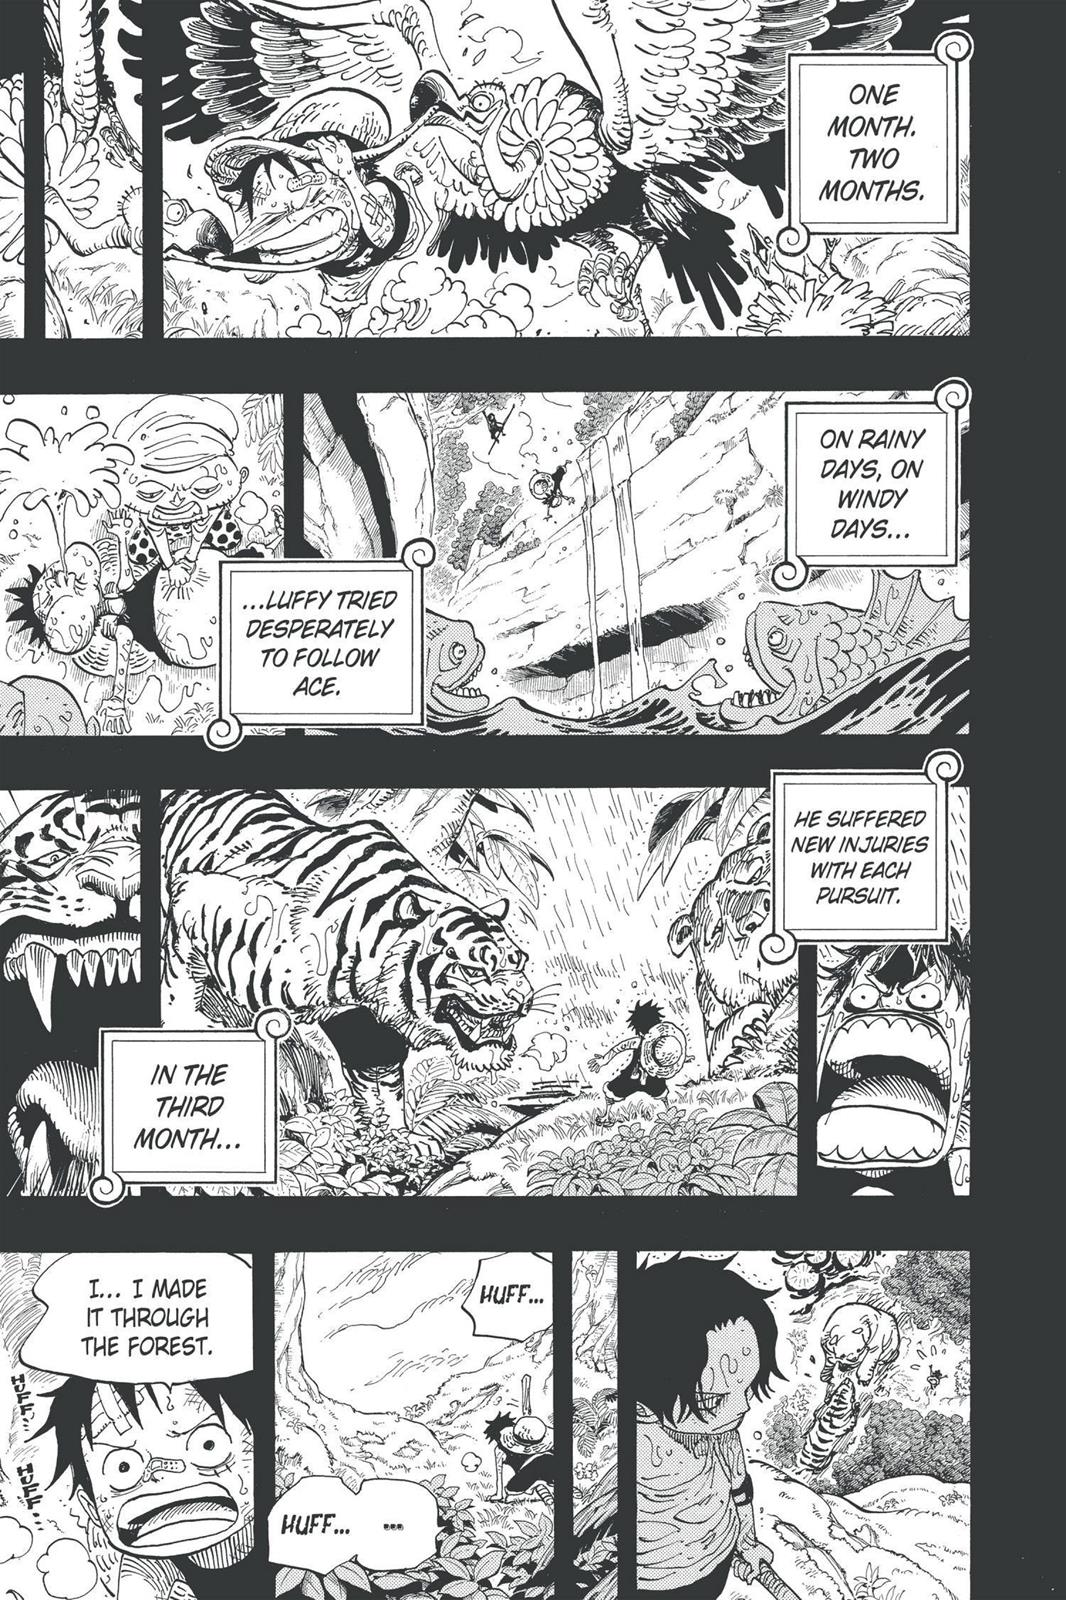 ONE
MONTH.
TWO
MONTHS.
ON RAINY
DAYS, ON
WINDY
DAYS...
...LUFFY TRIED
DESPERATELY
TO FOLLOW
ACE.
HE SUFFERED
NEW INJURIES
WITH EACH
PURSUIT.
IN THE
THIRD
MONTH...
HUFF...
HUFF... ...
I... I MADE
IT THROUGH
THE FOREST.
HUFF...
HUFF...